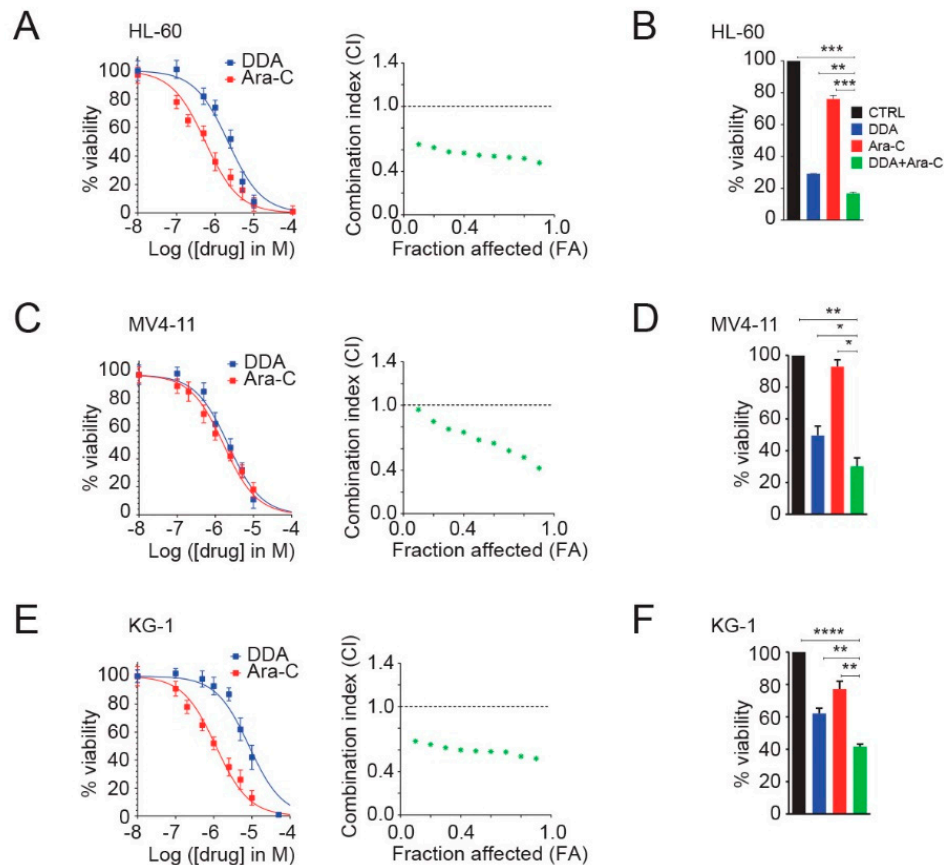 A
HL-60
DDA
Ara-C
% viability
100
80
60
40
20
0
-8 -7 -6 -5 -4
Log ([drug] in M)
Combination index (CI)
1.4
1.0
0.4
0.0
0.0 0.4 1.0
Fraction affected (FA)
B
HL-60
***
**
***
% viability
100
80
60
40
20
0
CTRL
DDA
Ara-C
DDA+Ara-C
C
MV4-11
DDA
Ara-C
% viability
100
80
60
40
20
0
-8 -7 -6 -5 -4
Log ([drug] in M)
Combination index (CI)
1.4
1.0
0.4
0.0
0.0 0.4 1.0
Fraction affected (FA)
D
MV4-11
**
*
*
% viability
100
80
60
40
20
0
E
KG-1
DDA
Ara-C
% viability
100
80
60
40
20
0
-8 -7 -6 -5 -4
Log ([drug] in M)
Combination index (CI)
1.4
1.0
0.4
0.0
0.0 0.4 1.0
Fraction affected (FA)
F
KG-1
****
**
**
% viability
100
80
60
40
20
0